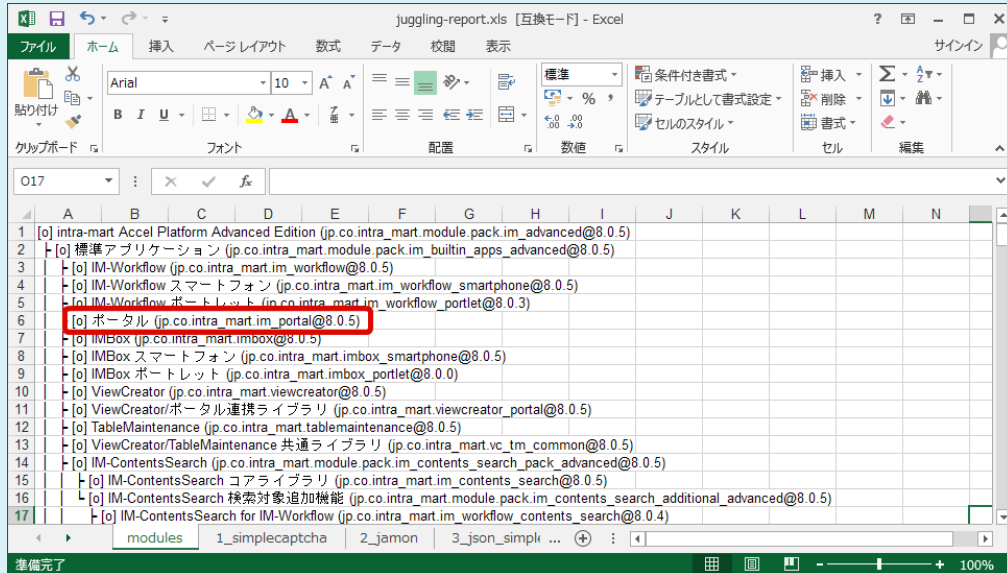 juggling-report.xls [互換モード] - Excel
ファイル ホーム 挿入 ページ レイアウト 数式 データ 校閲 表示 サインイン
Arial 10
標準
条件付き書式
テーブルとして書式設定
セルのスタイル
挿入
削除
書式
貼り付け
クリップボード フォント 配置 数値 スタイル セル 編集
O17
A B C D E F G H I J K L M N
1 [o] intra-mart Accel Platform Advanced Edition (jp.co.intra_mart.module.pack.im_advanced@8.0.5)
2 [o] 標準アプリケーション (jp.co.intra_mart.module.pack.im_builtin_apps_advanced@8.0.5)
3 [o] IM-Workflow (jp.co.intra_mart.im_workflow@8.0.5)
4 [o] IM-Workflow スマートフォン (jp.co.intra_mart.im_workflow_smartphone@8.0.5)
5 [o] IM-Workflow ポートレット (jp.co.intra_mart.im_workflow_portlet@8.0.3)
6 [o] ポータル (jp.co.intra_mart.im_portal@8.0.5)
7 [o] IMBox (jp.co.intra_mart.imbox@8.0.5)
8 [o] IMBox スマートフォン (jp.co.intra_mart.imbox_smartphone@8.0.5)
9 [o] IMBox ポートレット (jp.co.intra_mart.imbox_portlet@8.0.0)
10 [o] ViewCreator (jp.co.intra_mart.viewcreator@8.0.5)
11 [o] ViewCreator/ポータル連携ライブラリ (jp.co.intra_mart.viewcreator_portal@8.0.5)
12 [o] TableMaintenance (jp.co.intra_mart.tablemaintenance@8.0.5)
13 [o] ViewCreator/TableMaintenance 共通ライブラリ (jp.co.intra_mart.vc_tm_common@8.0.5)
14 [o] IM-ContentsSearch (jp.co.intra_mart.module.pack.im_contents_search_pack_advanced@8.0.5)
15 [o] IM-ContentsSearch コアライブラリ (jp.co.intra_mart.im_contents_search@8.0.5)
16 [o] IM-ContentsSearch 検索対象追加機能 (jp.co.intra_mart.module.pack.im_contents_search_additional_advanced@8.0.5)
17 [o] IM-ContentsSearch for IM-Workflow (jp.co.intra_mart.im_workflow_contents_search@8.0.4)
modules 1_simplecaptcha 2_jamon 3_json_simple ...
準備完了 100%